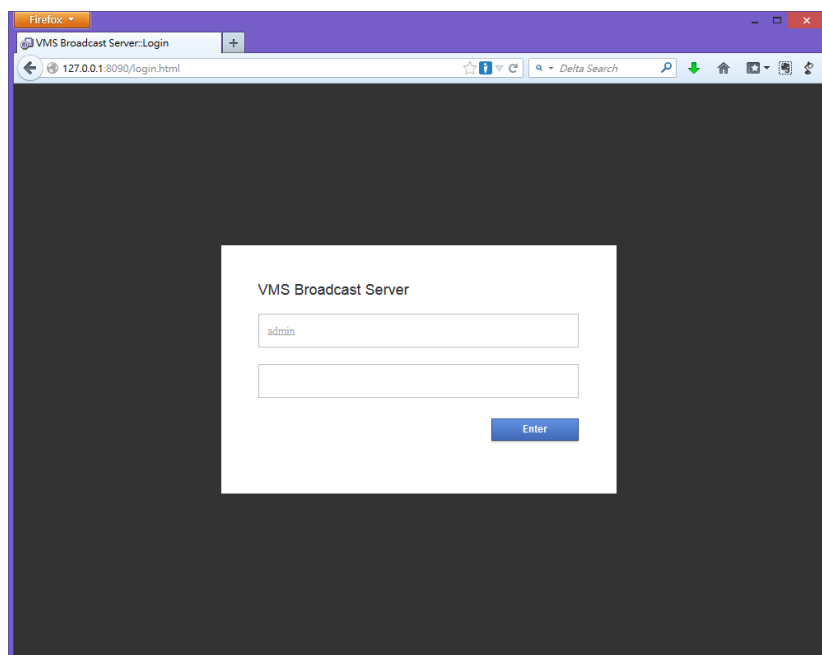 Firefox
VMS Broadcast Server::Login
127.0.0.1:8090/login.html
Delta Search
VMS Broadcast Server
admin
Enter